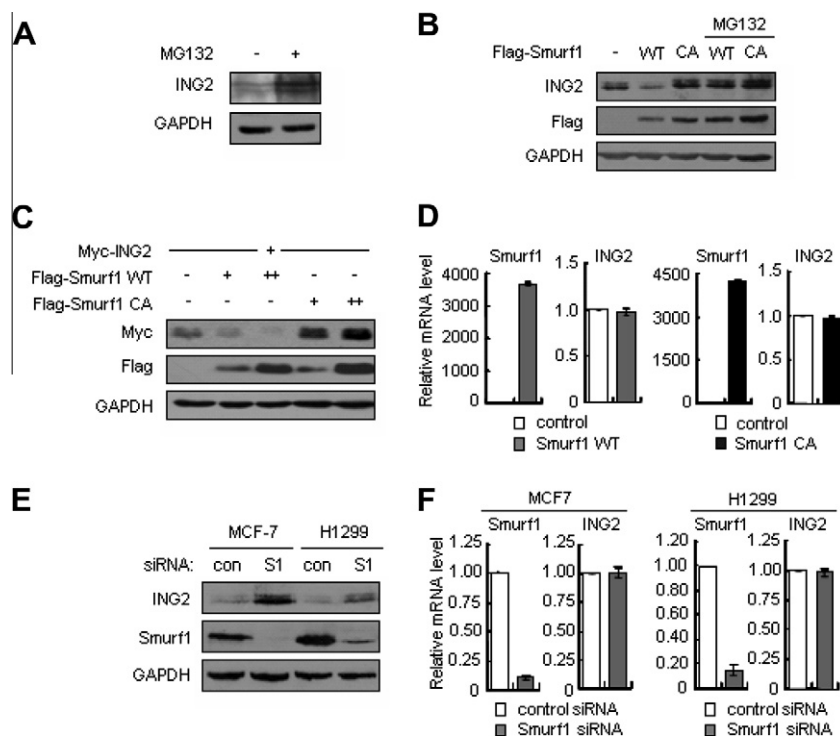 A
MG132 - +
ING2
GAPDH
B
MG132
Flag-Smurf1 - WT CA WT CA
ING2
Flag
GAPDH
C
Myc-ING2 +
Flag-Smurf1 WT - + ++ - -
Flag-Smurf1 CA - - - + ++
Myc
Flag
GAPDH
D
Relative mRNA level
Smurf1
4000
3000
2000
1000
0
ING2
1.5
1.0
0.5
0
control
Smurf1 WT
Smurf1
4500
3000
1500
0
ING2
1.5
1.0
0.5
0
control
Smurf1 CA
E
MCF-7 H1299
siRNA: con S1 con S1
ING2
Smurf1
GAPDH
F
Relative mRNA level
MCF7
Smurf1
1.25
1.00
0.75
0.50
0.25
0
ING2
1.25
1.00
0.75
0.50
0.25
0
control siRNA
Smurf1 siRNA
H1299
Smurf1
1.20
1.00
0.80
0.60
0.40
0.20
0
ING2
1.25
1.00
0.75
0.50
0.25
0
control siRNA
Smurf1 siRNA